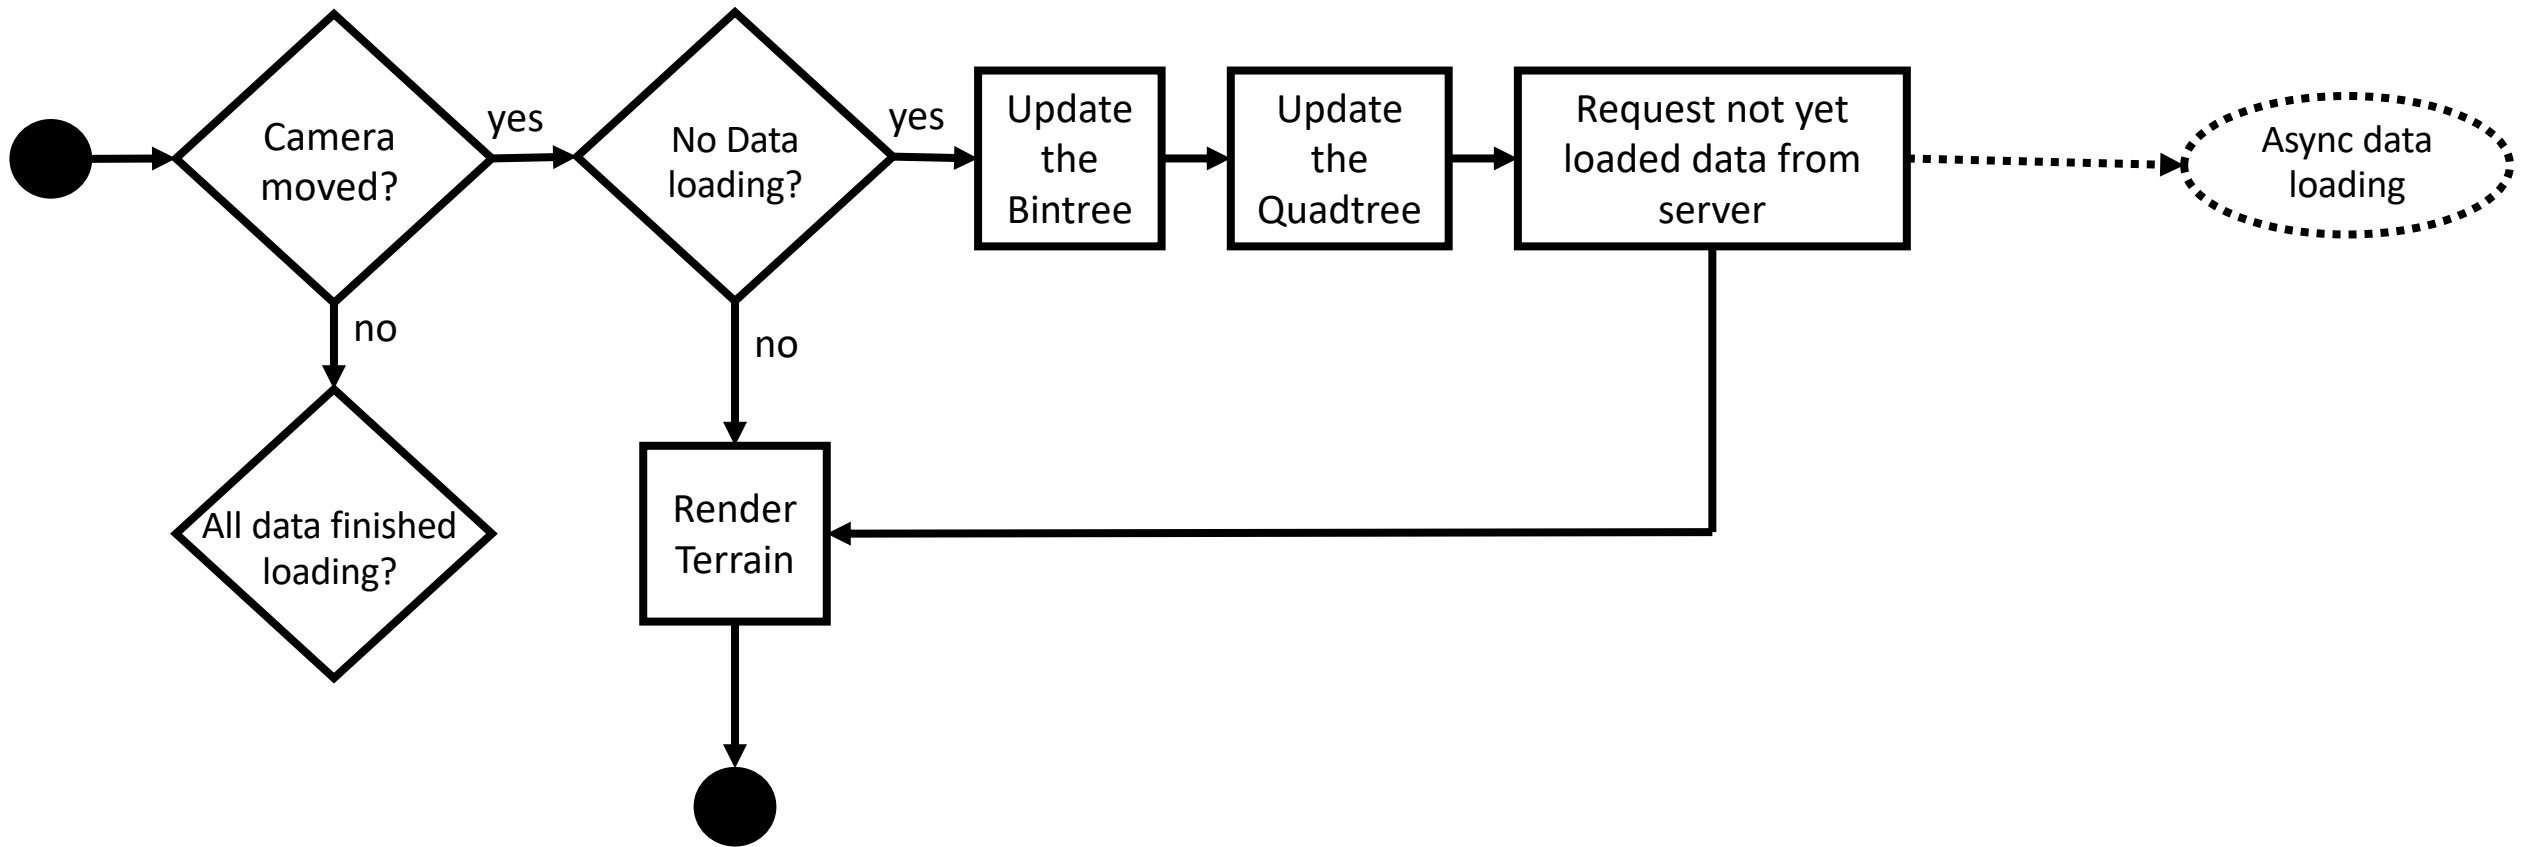 Camera
moved?
yes
No Data
loading?
yes
Update
the
Bintree
Update
the
Quadtree
Request not yet
loaded data from
server
Async data
loading
no
no
All data finished
loading?
Render
Terrain